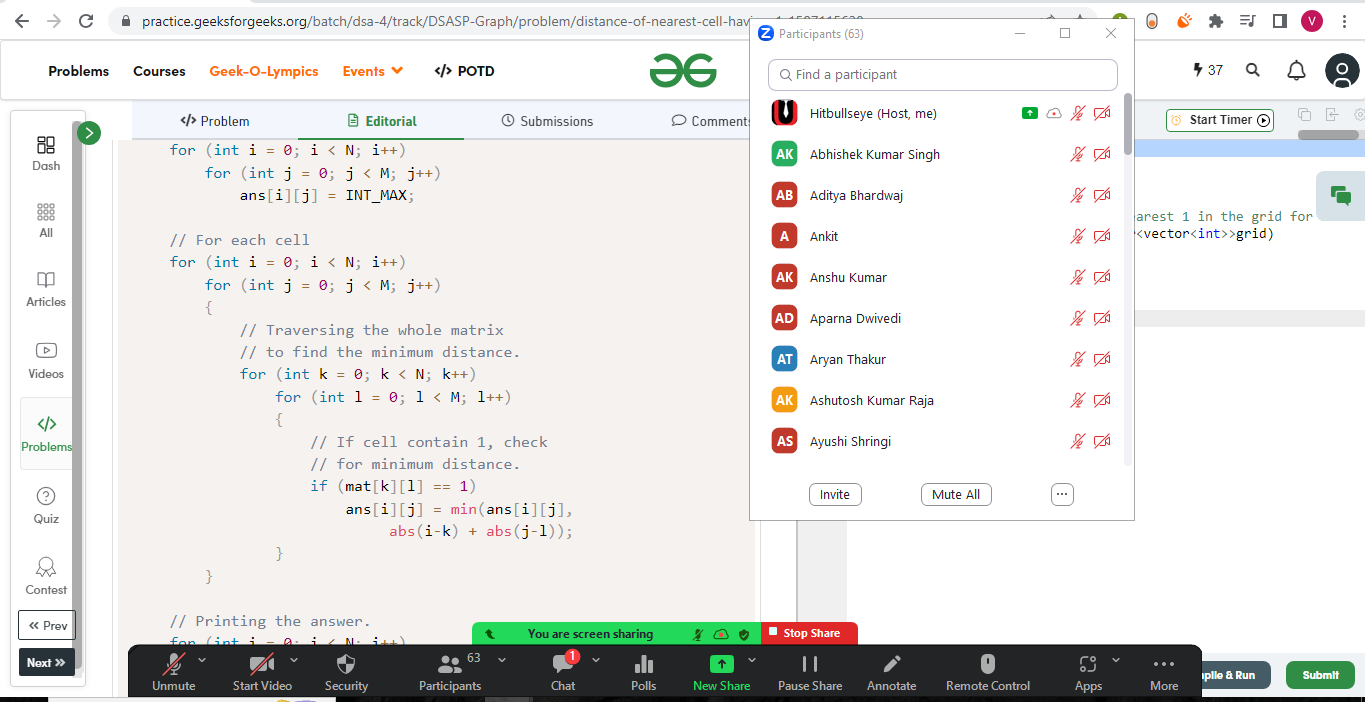 practice.geeksforgeeks.org/batch/dsa-4/track/DSASP-Graph/problem/distance-of-nearest-cell-havi
V
Problems
Courses
Geek-O-Lympics
Events
</> POTD
37
Dash
All
Articles
Videos
</>
Problems
Quiz
Contest
« Prev
Next »
</> Problem
Editorial
Submissions
Comments
for (int i = 0; i < N; i++)
for (int j = 0; j < M; j++)
ans[i][j] = INT_MAX;
// For each cell
for (int i = 0; i < N; i++)
for (int j = 0; j < M; j++)
{
// Traversing the whole matrix
// to find the minimum distance.
for (int k = 0; k < N; k++)
for (int l = 0; l < M; l++)
{
// If cell contain 1, check
// for minimum distance.
if (mat[k][l] == 1)
ans[i][j] = min(ans[i][j],
abs(i-k) + abs(j-l));
}
}
// Printing the answer.
for (int i = 0; i < N; i++)
Z Participants (63)
Find a participant
Hitbullseye (Host, me)
AK Abhishek Kumar Singh
AB Aditya Bhardwaj
A Ankit
AK Anshu Kumar
AD Aparna Dwivedi
AT Aryan Thakur
AK Ashutosh Kumar Raja
AS Ayushi Shringi
Invite
Mute All
...
Start Timer
earest 1 in the grid for
<vector<int>>grid)
You are screen sharing
Stop Share
Unmute
Start Video
Security
63
Participants
1
Chat
Polls
New Share
Pause Share
Annotate
Remote Control
Apps
More
pile & Run
Submit